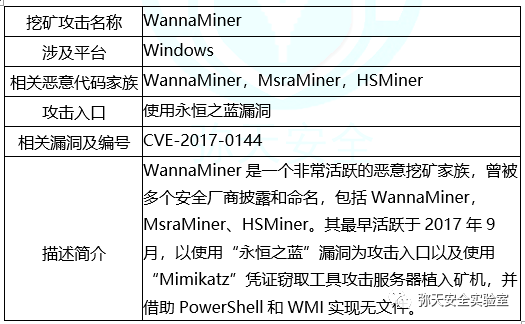 挖矿攻击名称 WannaMiner
涉及平台 Windows
相关恶意代码家族 WannaMiner，MsraMiner，HSMiner
攻击入口 使用永恒之蓝漏洞
相关漏洞及编号 CVE-2017-0144
描述简介
WannaMiner 是一个非常活跃的恶意挖矿家族，曾被
多个安全厂商披露和命名，包括 WannaMiner，
MsraMiner、HSMiner。其最早活跃于 2017 年 9
月，以使用“永恒之蓝”漏洞为攻击入口以及使用
“Mimikatz”凭证窃取工具攻击服务器植入矿机，并
借助 PowerShell 和 WMI 实现无文件。
弥天安全实验室